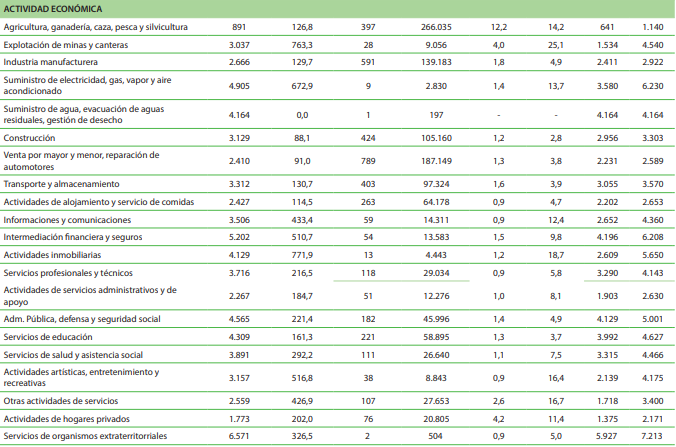 ACTIVIDAD ECONÓMICA
Agricultura, ganadería, caza, pesca y silvicultura 891 126,8 397 266.035 12,2 14,2 641 1.140
Explotación de minas y canteras 3.037 763,3 28 9.056 4,0 25,1 1.534 4.540
Industria manufacturera 2.666 129,7 591 139.183 1,8 4,9 2.411 2.922
Suministro de electricidad, gas, vapor y aire
acondicionado 4.905 672,9 9 2.830 1,4 13,7 3.580 6.230
Suministro de agua, evacuación de aguas
residuales, gestión de desecho 4.164 0,0 1 197 - - 4.164 4.164
Construcción 3.129 88,1 424 105.160 1,2 2,8 2.956 3.303
Venta por mayor y menor, reparación de
automotores 2.410 91,0 789 187.149 1,3 3,8 2.231 2.589
Transporte y almacenamiento 3.312 130,7 403 97.324 1,6 3,9 3.055 3.570
Actividades de alojamiento y servicio de comidas 2.427 114,5 263 64.178 0,9 4,7 2.202 2.653
Informaciones y comunicaciones 3.506 433,4 59 14.311 0,9 12,4 2.652 4.360
Intermediación financiera y seguros 5.202 510,7 54 13.583 1,5 9,8 4.196 6.208
Actividades inmobiliarias 4.129 771,9 13 4.443 1,2 18,7 2.609 5.650
Servicios profesionales y técnicos 3.716 216,5 118 29.034 0,9 5,8 3.290 4.143
Actividades de servicios administrativos y de
apoyo 2.267 184,7 51 12.276 1,0 8,1 1.903 2.630
Adm. Pública, defensa y seguridad social 4.565 221,4 182 45.996 1,4 4,9 4.129 5.001
Servicios de educación 4.309 161,3 221 58.895 1,3 3,7 3.992 4.627
Servicios de salud y asistencia social 3.891 292,2 111 26.640 1,1 7,5 3.315 4.466
Actividades artísticas, entretenimiento y
recreativas 3.157 516,8 38 8.843 0,9 16,4 2.139 4.175
Otras actividades de servicios 2.559 426,9 107 27.653 2,6 16,7 1.718 3.400
Actividades de hogares privados 1.773 202,0 76 20.805 4,2 11,4 1.375 2.171
Servicios de organismos extraterritorriales 6.571 326,5 2 504 0,9 5,0 5.927 7.213